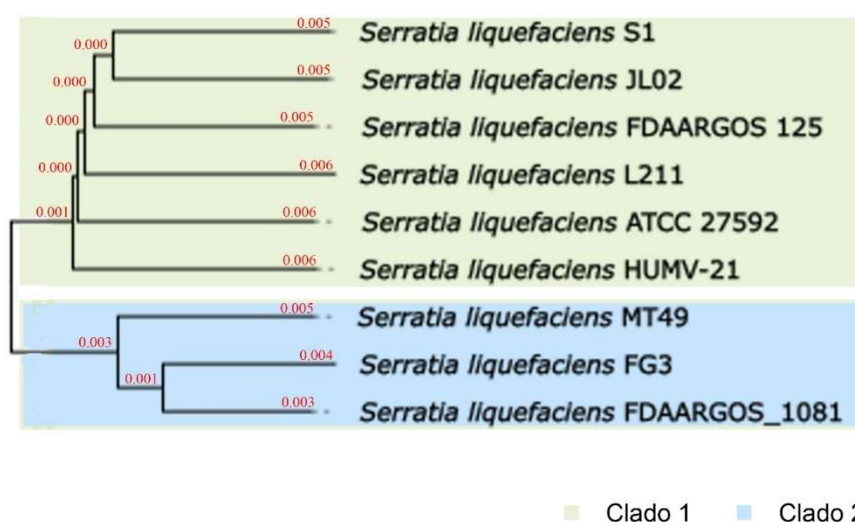 0.005 Serratia liquefaciens S1
0.000
0.005 Serratia liquefaciens JL02
0.000
0.005 Serratia liquefaciens FDAARGOS 125
0.000
0.006 Serratia liquefaciens L211
0.000
0.001 0.006 Serratia liquefaciens ATCC 27592
0.006 Serratia liquefaciens HUMV-21
0.005 Serratia liquefaciens MT49
0.003
0.004 Serratia liquefaciens FG3
0.001
0.003 Serratia liquefaciens FDAARGOS_1081
Clado 1 Clado 2